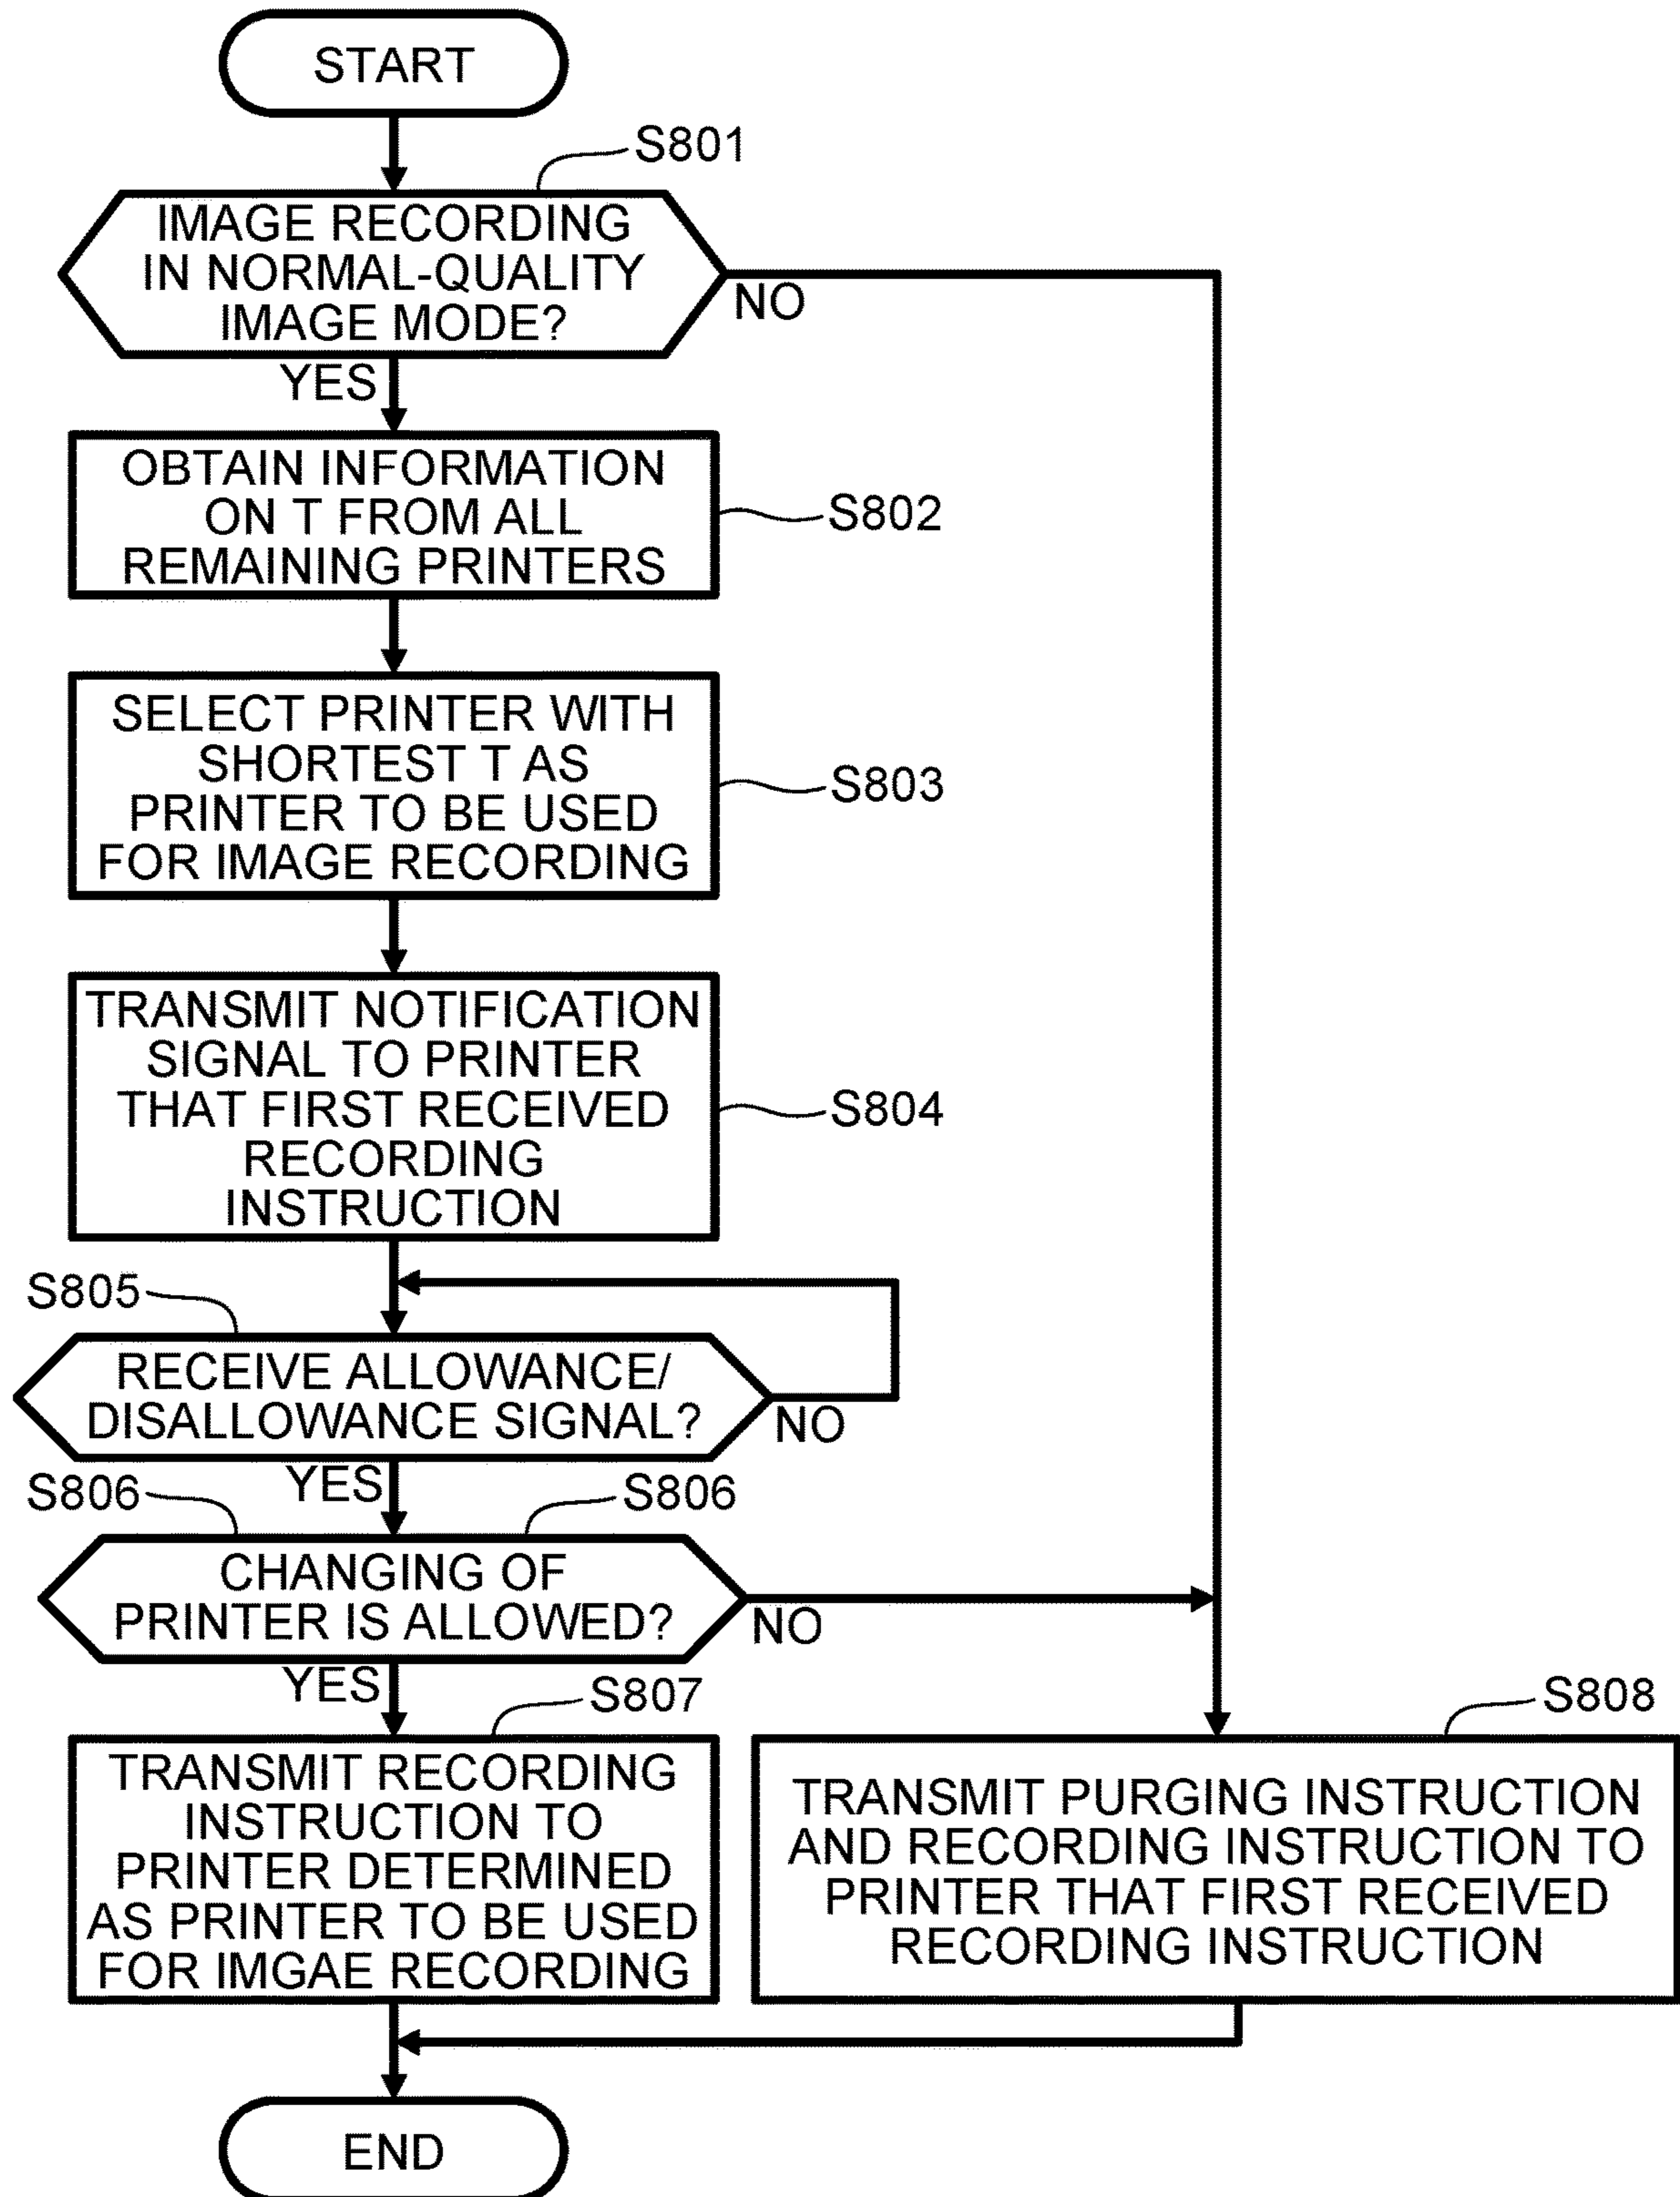 START
S801
IMAGE RECORDING
IN NORMAL-QUALITY
IMAGE MODE?
NO
YES
OBTAIN INFORMATION
ON T FROM ALL
REMAINING PRINTERS
S802
SELECT PRINTER WITH
SHORTEST T AS
PRINTER TO BE USED
FOR IMAGE RECORDING
S803
TRANSMIT NOTIFICATION
SIGNAL TO PRINTER
THAT FIRST RECEIVED
RECORDING
INSTRUCTION
S804
S805
RECEIVE ALLOWANCE/
DISALLOWANCE SIGNAL?
NO
YES
S806
S806
CHANGING OF
PRINTER IS ALLOWED?
NO
YES
S807
TRANSMIT RECORDING
INSTRUCTION TO
PRINTER DETERMINED
AS PRINTER TO BE USED
FOR IMGAE RECORDING
S808
TRANSMIT PURGING INSTRUCTION
AND RECORDING INSTRUCTION TO
PRINTER THAT FIRST RECEIVED
RECORDING INSTRUCTION
END